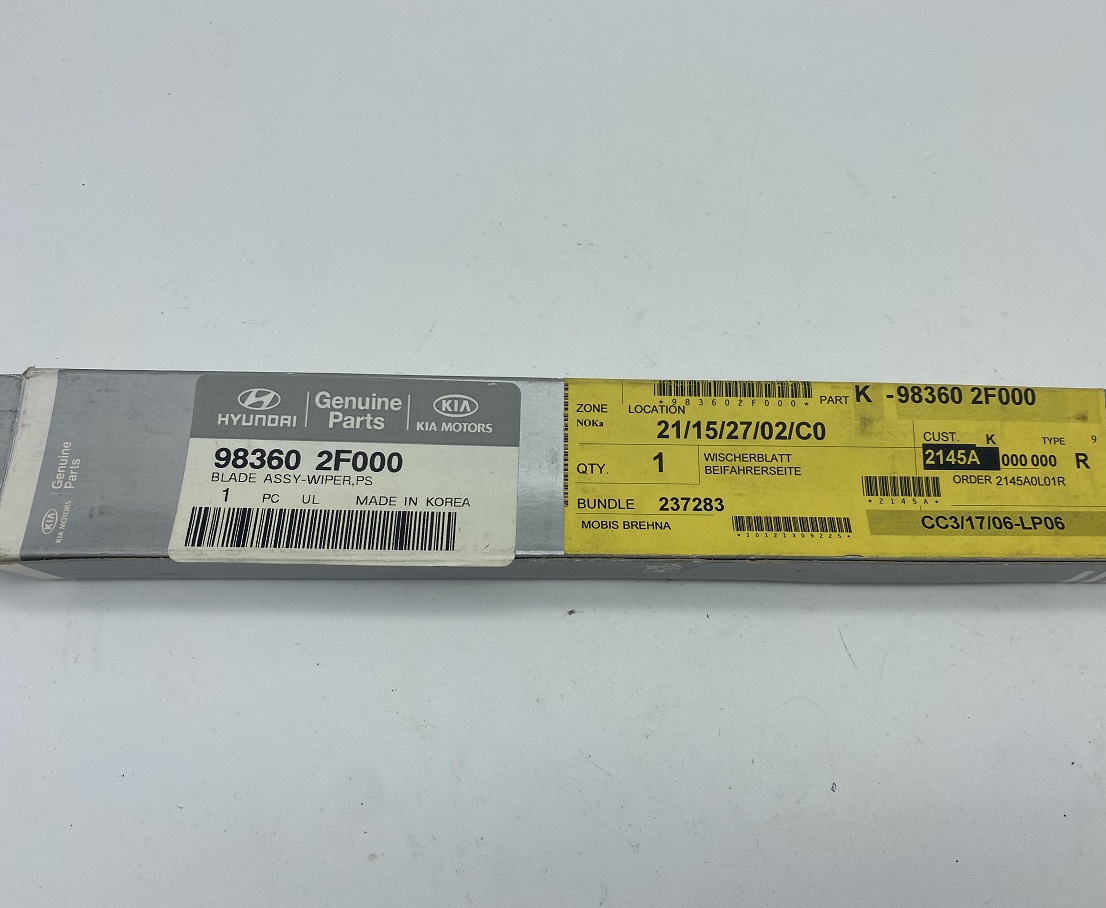 Genuine
Parts
KIA MOTORS
HYUNDAI
Genuine
Parts
KIA
KIA MOTORS
98360 2F000
BLADE ASSY-WIPER,PS
1 PC UL MADE IN KOREA
*983602F000*
PART K -98360 2F000
ZONE LOCATION
NOKa
21/15/27/02/C0
CUST. K TYPE 9
2145A 000 000 R
QTY. 1 WISCHERBLATT
BEIFAHRERSEITE
ORDER 2145A0L01R
*2145A*
BUNDLE 237283
MOBIS BREHNA
*10121309225*
CC3/17/06-LP06